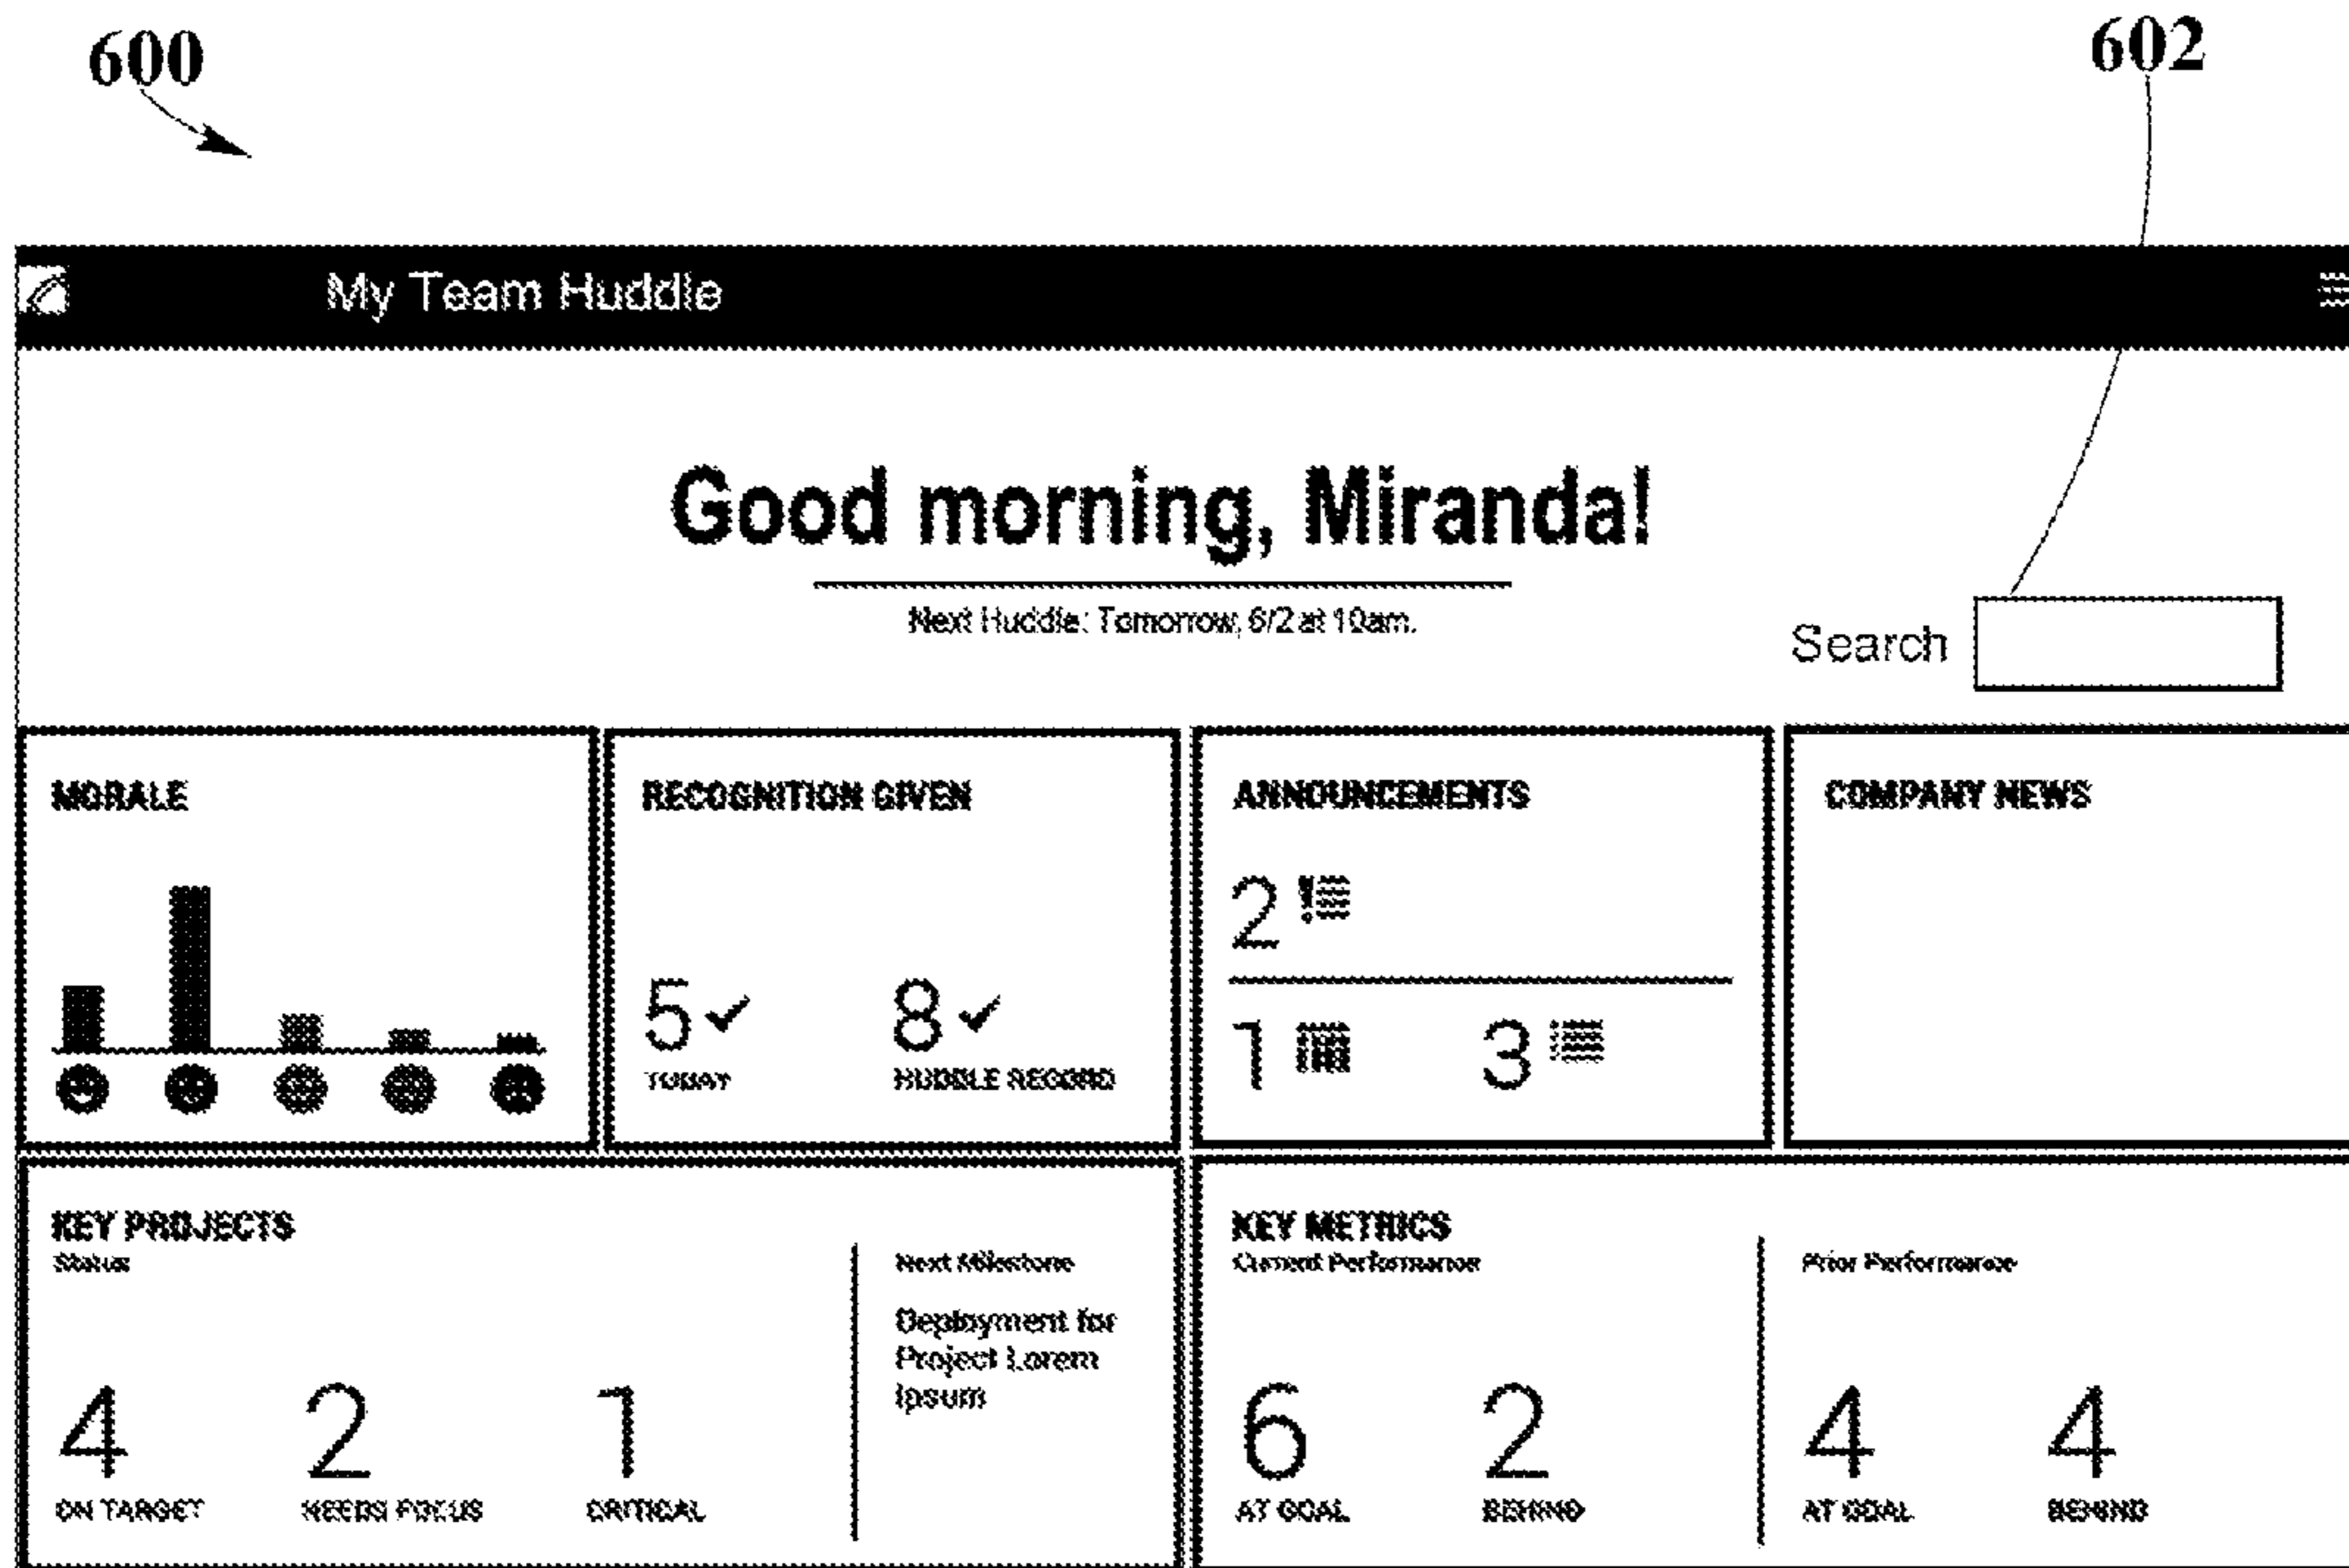 600
602
My Team Huddle
Good morning, Miranda!
Next Huddle: Tomorrow, 6/2 at 10am.
Search
MORALE
RECOGNITION GIVEN
5
8
TODAY
HUDDLE RECORD
ANNOUNCEMENTS
2
1
3
COMPANY NEWS
KEY PROJECTS
Status
4
2
1
ON TARGET
NEEDS FOCUS
CRITICAL
Next Milestone
Deployment for
Project Lorem
Ipsum
KEY METRICS
Current Performance
6
2
AT GOAL
BEHIND
Prior Performance
4
4
AT GOAL
BEHIND